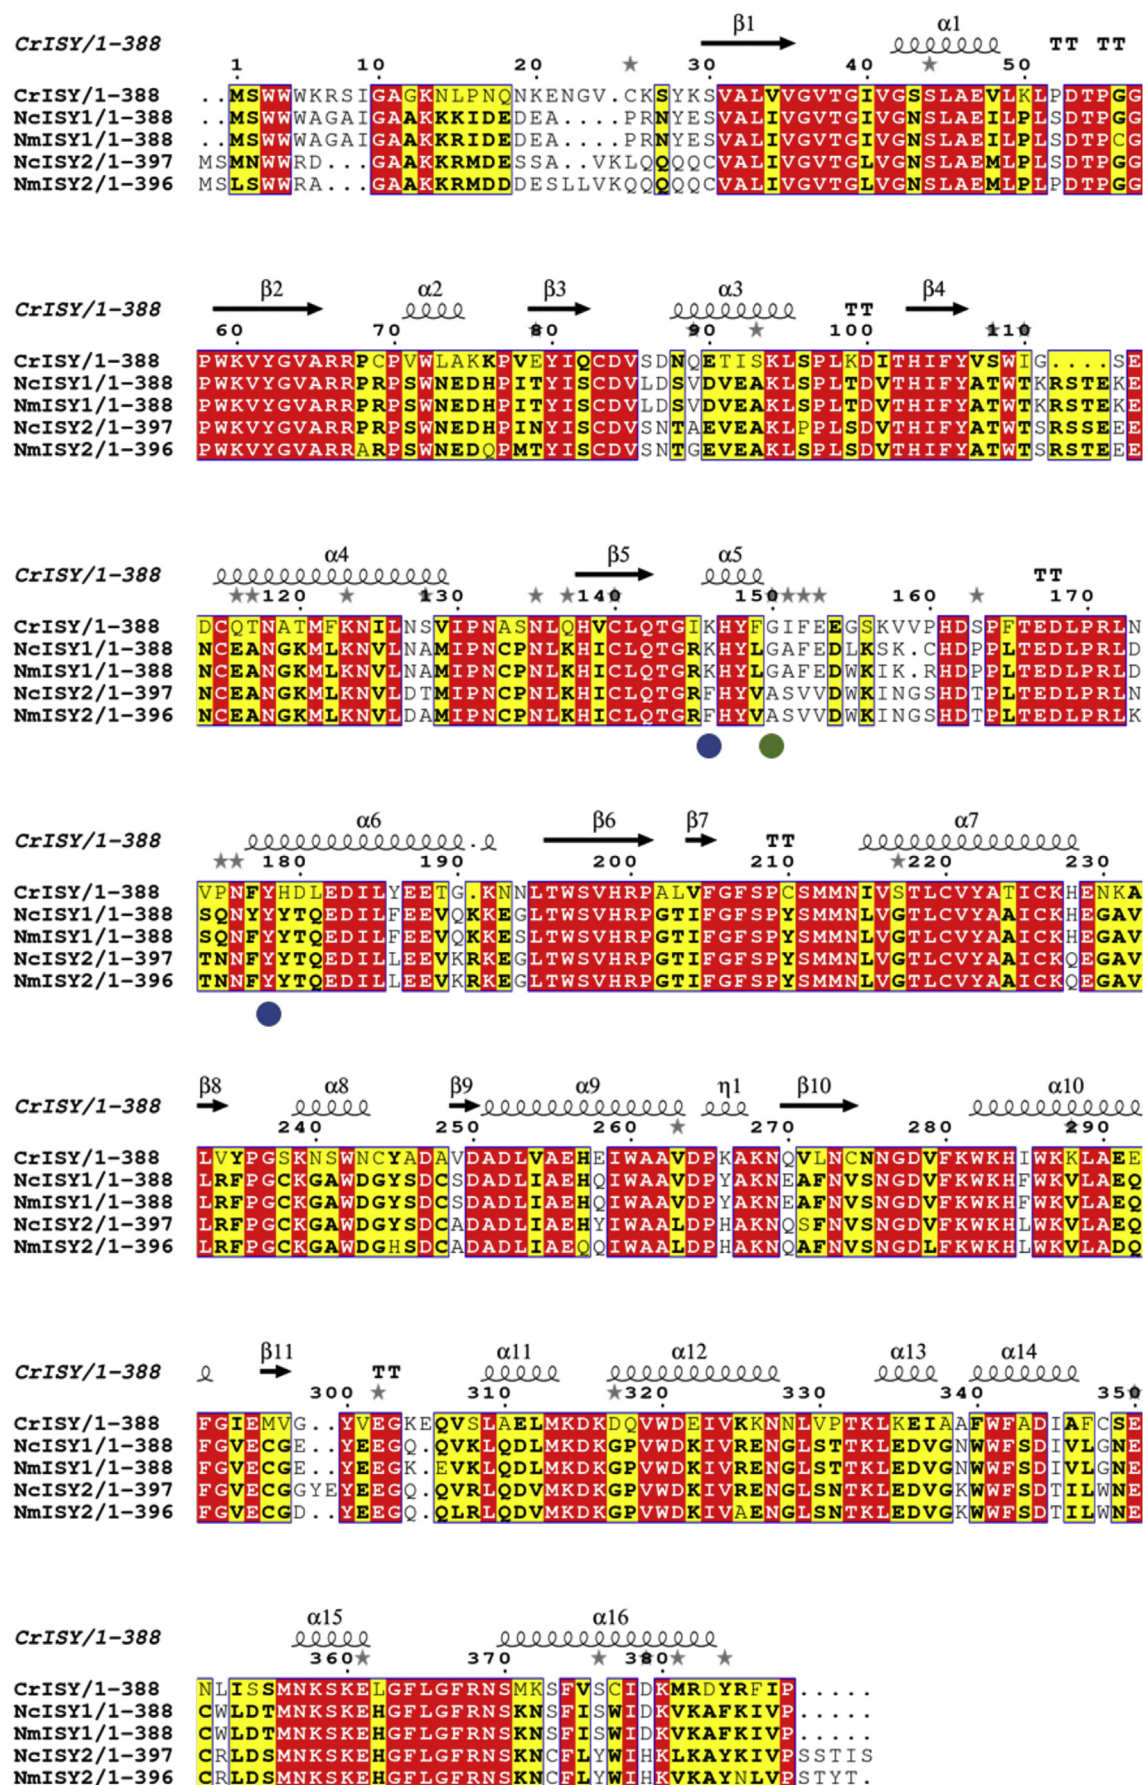 β1 α1
CrISY/1-388 TT TT
1 10 20 30 40 50
CrISY/1-388 ..MSWWWKRSIGAGKNLPNQNKENGV.CKSYKSVALVVGVTGIVGSSLAEVLKLPDTPGG
NcISY1/1-388 ..MSWWWAGAIGAAKKKIDEDEA....PRNYESVALIVGVTGIVGNSLAEILPLSDTPGG
NmISY1/1-388 ..MSWWWAGAIGAAKKRIDEDEA....PRNYESVALIVGVTGIVGNSLAEILPLSDTPCG
NcISY2/1-397 MSMNWWRD...GAAKKRMDESSA..VKLQQQQCVALIVGVTGLVGNSLAEMLPLPDTPGG
NmISY2/1-396 MSLSWWRA...GAAKKRMDDDESLLVKQQQQQCVALIVGVTGLVGNSLAEMLPLPDTPGG
β2 α2 β3 α3 β4
CrISY/1-388 TT
60 70 80 90 100 110
CrISY/1-388 PWKVYGVARRPCPVWLAKKPVEYIQCDVSDNQETISKLSPLKDITHIFYVSWIG....SE
NcISY1/1-388 PWKVYGVARRPRPSWNEDHPITYISCDVLDSVDVEAKLSPLTDVTHIFYATWTKRSTEKE
NmISY1/1-388 PWKVYGVARRPRPSWNEDHPITYISCDVLDSVDVEAKLSPLTDVTHIFYATWTKRSTEKE
NcISY2/1-397 PWKVYGVARRPRPSWNEDHPINYISCDVSNTAEVEAKLPPLSDVTHIFYATWTSRSSEEE
NmISY2/1-396 PWKVYGVARRARPSWNEDQPMTYISCDVSNTGEVEAKLSPLSDVTHIFYATWTSRSTEEE
α4 β5 α5
CrISY/1-388 TT
120 130 140 150 160 170
CrISY/1-388 DCQTNATMFKNILNSVIPNASNLQHVCLQTGIKHYFGIFEEGSKVVPHDSPFTEDLPRLN
NcISY1/1-388 NCEANGKMLKNVLNAMIPNCPNLKHICLQTGRKHYLGAFEDLKSK.CHDPPLTEDLPRLD
NmISY1/1-388 NCEANGKMLKNVLNAMIPNCPNLKHICLQTGRKHYLGAFEDWKIK.RHDPPLTEDLPRLD
NcISY2/1-397 NCEANGKMLKNVLDTMIPNCPNLKHICLQTGRFHYVASVVDWKINGSHDTPLTEDLPRLN
NmISY2/1-396 NCEANGKMLKNVLDAMIPNCPNLKHICLQTGRFHYVASVVDWKINGSHDTPLTEDLPRLK
α6 β6 β7 α7
CrISY/1-388 TT
180 190 200 210 220 230
CrISY/1-388 VPNFYHDLEDILYEETG.KNNLTWSVHRPALVFGFSPCSMMNIVSTLCVYATICKHENKA
NcISY1/1-388 SQNYYYTQEDILFEEVQKKEGLTWSVHRPGTIFGFSPYSMMNLVGTLCVYAAICKHEGAV
NmISY1/1-388 SQNFYYTQEDILFEEVQKKESLTWSVHRPGTIFGFSPYSMMNLVGTLCVYAAICKHEGAV
NcISY2/1-397 TNNFYYTQEDILLEEVKRKEGLTWSVHRPGTIFGFSPYSMMNLVGTLCVYAAICKQEGAV
NmISY2/1-396 TNNFYYTQEDILLEEVKRKEGLTWSVHRPGTIFGFSPYSMMNLVGTLCVYAAICKQEGAV
β8 α8 β9 α9 η1 β10 α10
CrISY/1-388
240 250 260 270 280 290
CrISY/1-388 LVYPGSKNSWNCYADAVDADLVAEHEIWAAVDPKAKNQVLNCNNGDVFKWKHIWKKLAEE
NcISY1/1-388 LRFPGCKGAWDGYSDCSDADLIAEHQIWAAVDPYAKNEAFNVSNGDVFKWKHFWKVLAEQ
NmISY1/1-388 LRFPGCKGAWDGYSDCSDADLIAEHQIWAAVDPYAKNEAFNVSNGDVFKWKHFWKVLAEQ
NcISY2/1-397 LRFPGCKGAWDGYSDCADADLIAEHYIWAALDPHAKNQSFNVSNGDVFKWKHLWKVLAEQ
NmISY2/1-396 LRFPGCKGAWDGHSDCADADLIAEQQIWAALDPHAKNQAFNVSNGDLFKWKHLWKVLADQ
β11 α11 α12 α13 α14
CrISY/1-388 TT
300 310 320 330 340 350
CrISY/1-388 FGIEMVG..YVEGKEQVSLAELMKDKDQVWDEIVKKNNLVPTKLKEIAAFWFADIAFCSE
NcISY1/1-388 FGVECGE..YEEGQ.QVKLQDLMKDKGPVWDKIVRENGLSTTKLEDVGNWWFSDIVLGNE
NmISY1/1-388 FGVECGE..YEEGK.EVKLQDLMKDKGPVWDKIVRENGLSTTKLEDVGNWWFSDIVLGNE
NcISY2/1-397 FGVECGGYEYEEGQ.QVRLQDVMKDKGPVWDKIVRENGLSNTKLEDVGKWWFSDTILWNE
NmISY2/1-396 FGVECGD..YEEGQ.QLRLQDVMKDKGPVWDKIVAENGLSNTKLEDVGKWWFSDTILWNE
α15 α16
CrISY/1-388
360 370 380
CrISY/1-388 NLISSMNKSKELGFLGFRNSMKSFVSCIDKMRDYRFIP.....
NcISY1/1-388 CWLDTMNKSKEHGFLGFRNSKNSFISWIDKVKAFKIVP.....
NmISY1/1-388 CWLDTMNKSKEHGFLGFRNSKNSFISWIDKVKAFKIVP.....
NcISY2/1-397 CRLDSMNKSKEHGFLGFRNSKNCFLYWIHKLKAYKIVPSSTIS
NmISY2/1-396 CRLDSMNKSKEHGFLGFRNSKNCFLYWIHKVKAYNLVPSTYT.